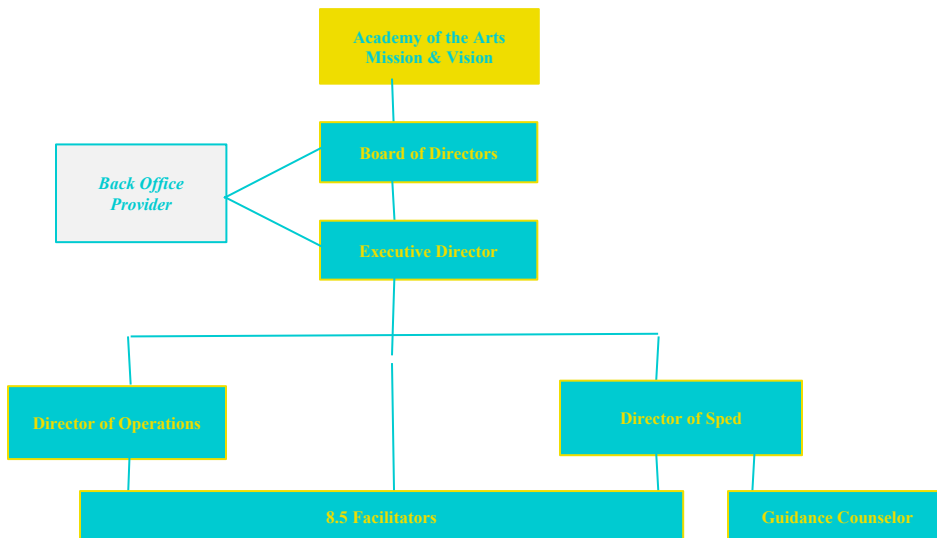 Academy of the Arts
Mission & Vision
Board of Directors
Back Office
Provider
Executive Director
Director of Operations
Director of Sped
8.5 Facilitators
Guidance Counselor